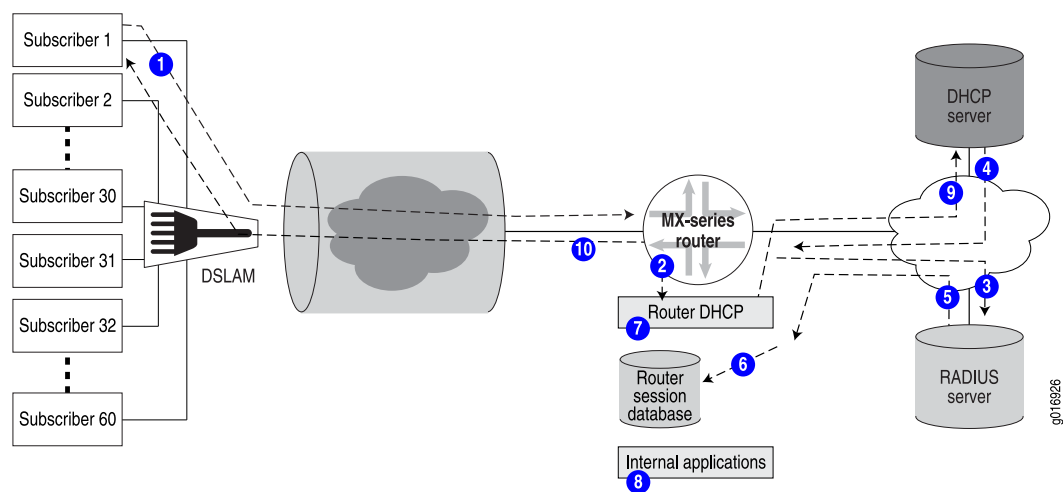 Subscriber 1
1
Subscriber 2
Subscriber 30
Subscriber 31
Subscriber 32
Subscriber 60
DSLAM
10
MX-series
router
2
Router DHCP
7
Router
session
database
6
Internal applications
8
DHCP
server
9
4
3
5
RADIUS
server
g016926